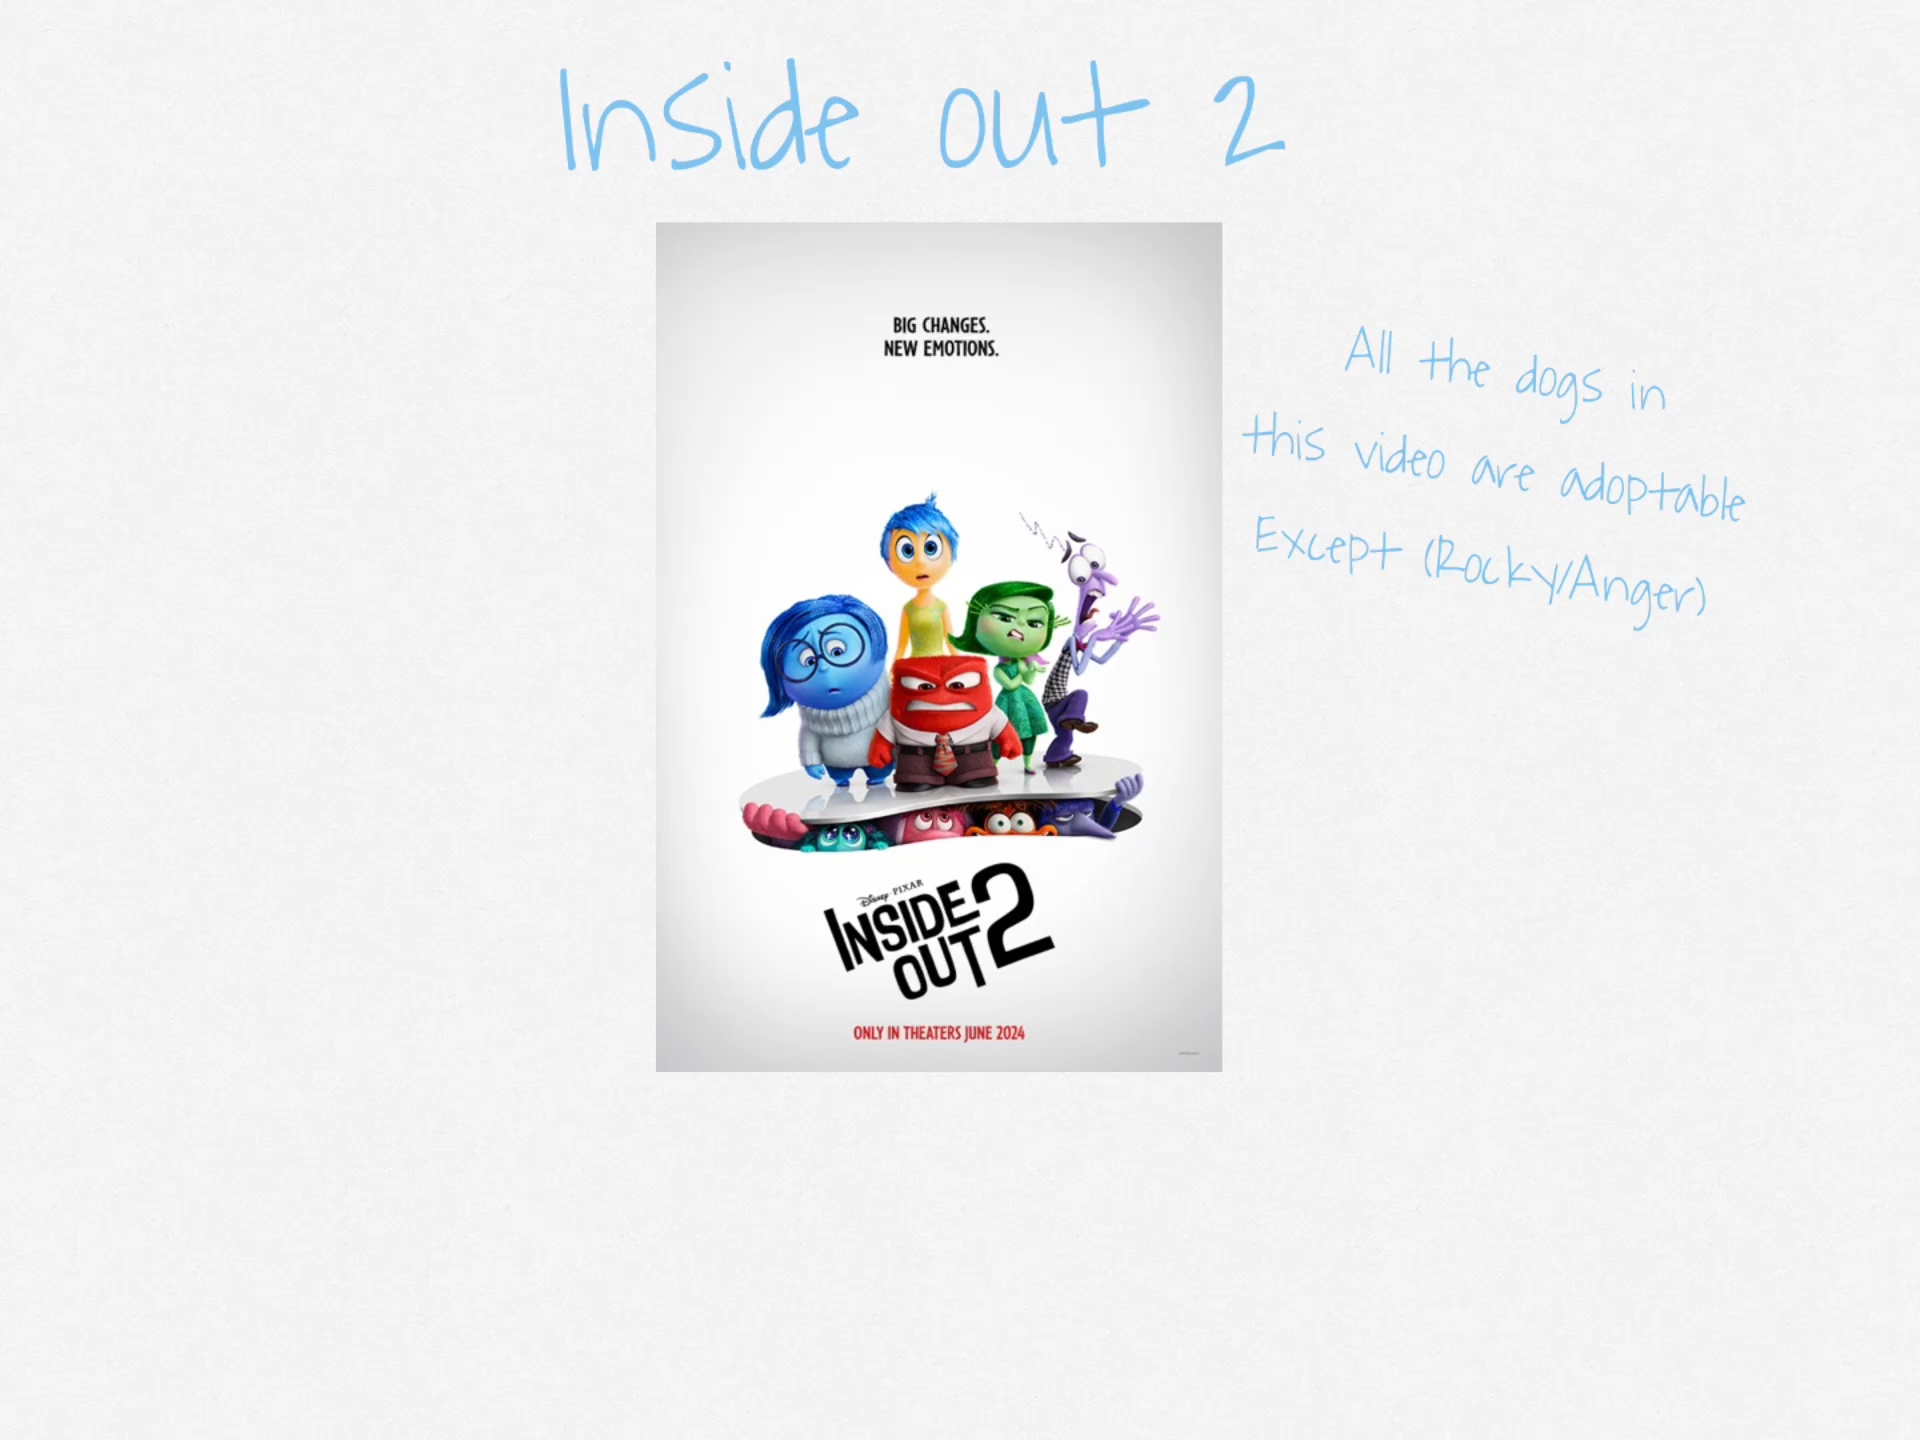 Inside out 2
BIG CHANGES.
NEW EMOTIONS.
All the dogs in
this video are adoptable
Except (Rocky/Anger)
Disney PIXAR
INSIDE
OUT 2
ONLY IN THEATERS JUNE 2024